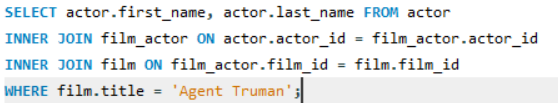 SELECT actor.first_name, actor.last_name FROM actor
INNER JOIN film_actor ON actor.actor_id = film_actor.actor_id
INNER JOIN film ON film_actor.film_id = film.film_id
WHERE film.title = 'Agent Truman';